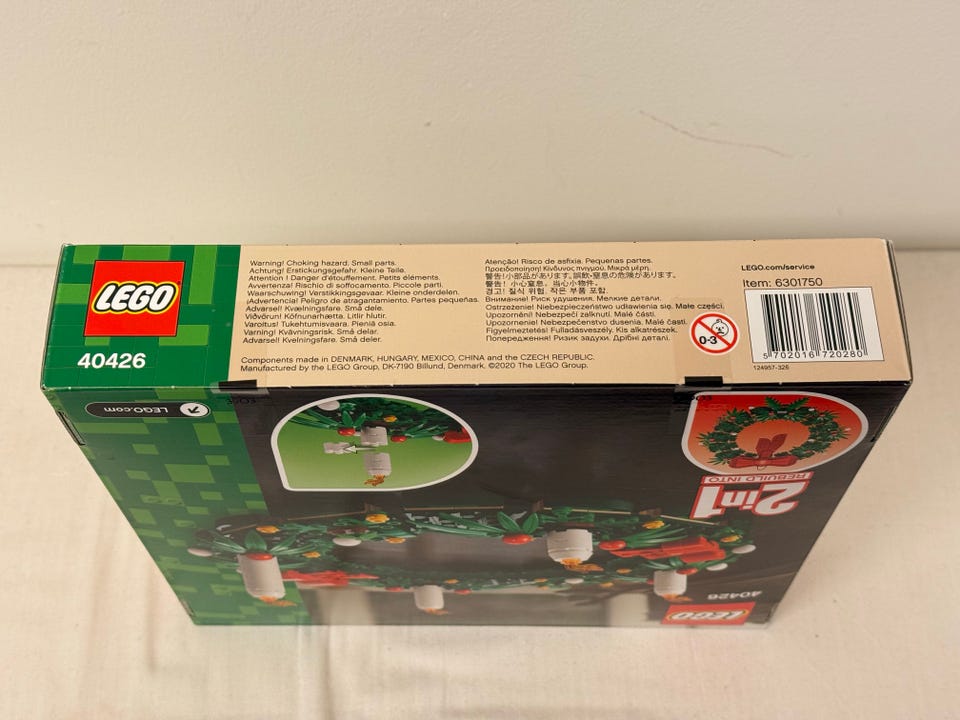 LEGO
40426
Warning! Choking hazard. Small parts.
Achtung! Erstickungsgefahr. Kleine Teile.
Attention ! Danger d'étouffement. Petits éléments.
Avvertenza! Rischio di soffocamento. Piccole parti.
Waarschuwing! Verstikkingsgevaar. Kleine onderdelen.
¡Advertencia! Peligro de atragantamiento. Partes pequeñas.
Advarsel! Kvælningsfare. Små dele.
Viðvörun! Köfnunarhætta. Litlir hlutir.
Varoitus! Tukehtumisvaara. Pieniä osia.
Varning! Kvävningsrisk. Små delar.
Advarsel! Kvelningsfare. Små deler.
Atenção! Risco de asfixia. Pequenas partes.
Προειδοποίηση! Κίνδυνος πνιγμού. Μικρά μέρη.
警告!小部品があります。誤飲・窒息の危険があります。
警告! 小心窒息。当心小物件。
경고! 질식 위험. 작은 부품 포함.
Внимание! Риск удушения. Мелкие детали.
Ostrzeżenie! Niebezpieczeństwo udławienia się. Małe części.
Upozornění! Nebezpečí zalknutí. Malé části.
Upozornenie! Nebezpečenstvo dusenia. Malé časti.
Figyelmeztetés! Fulladásveszély. Kis alkatrészek.
Попередження! Ризик задухи. Дрібні деталі.
Components made in DENMARK, HUNGARY, MEXICO, CHINA and the CZECH REPUBLIC.
Manufactured by the LEGO Group, DK-7190 Billund, Denmark. ©2020 The LEGO Group.
0-3
LEGO.com/service
Item: 6301750
5 702016 720280
124957-326
LEGO.com
REBUILD INTO
2in1
40426
LEGO